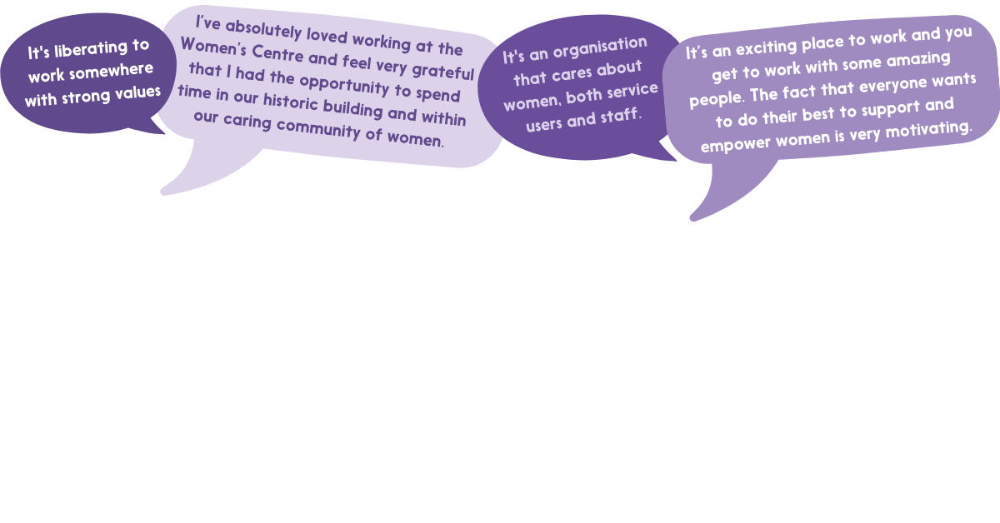 It's liberating to
work somewhere
with strong values
I've absolutely loved working at the
Women's Centre and feel very grateful
that I had the opportunity to spend
time in our historic building and within
our caring community of women.
It's an organisation
that cares about
women, both service
users and staff.
It's an exciting place to work and you
get to work with some amazing
people. The fact that everyone wants
to do their best to support and
empower women is very motivating.